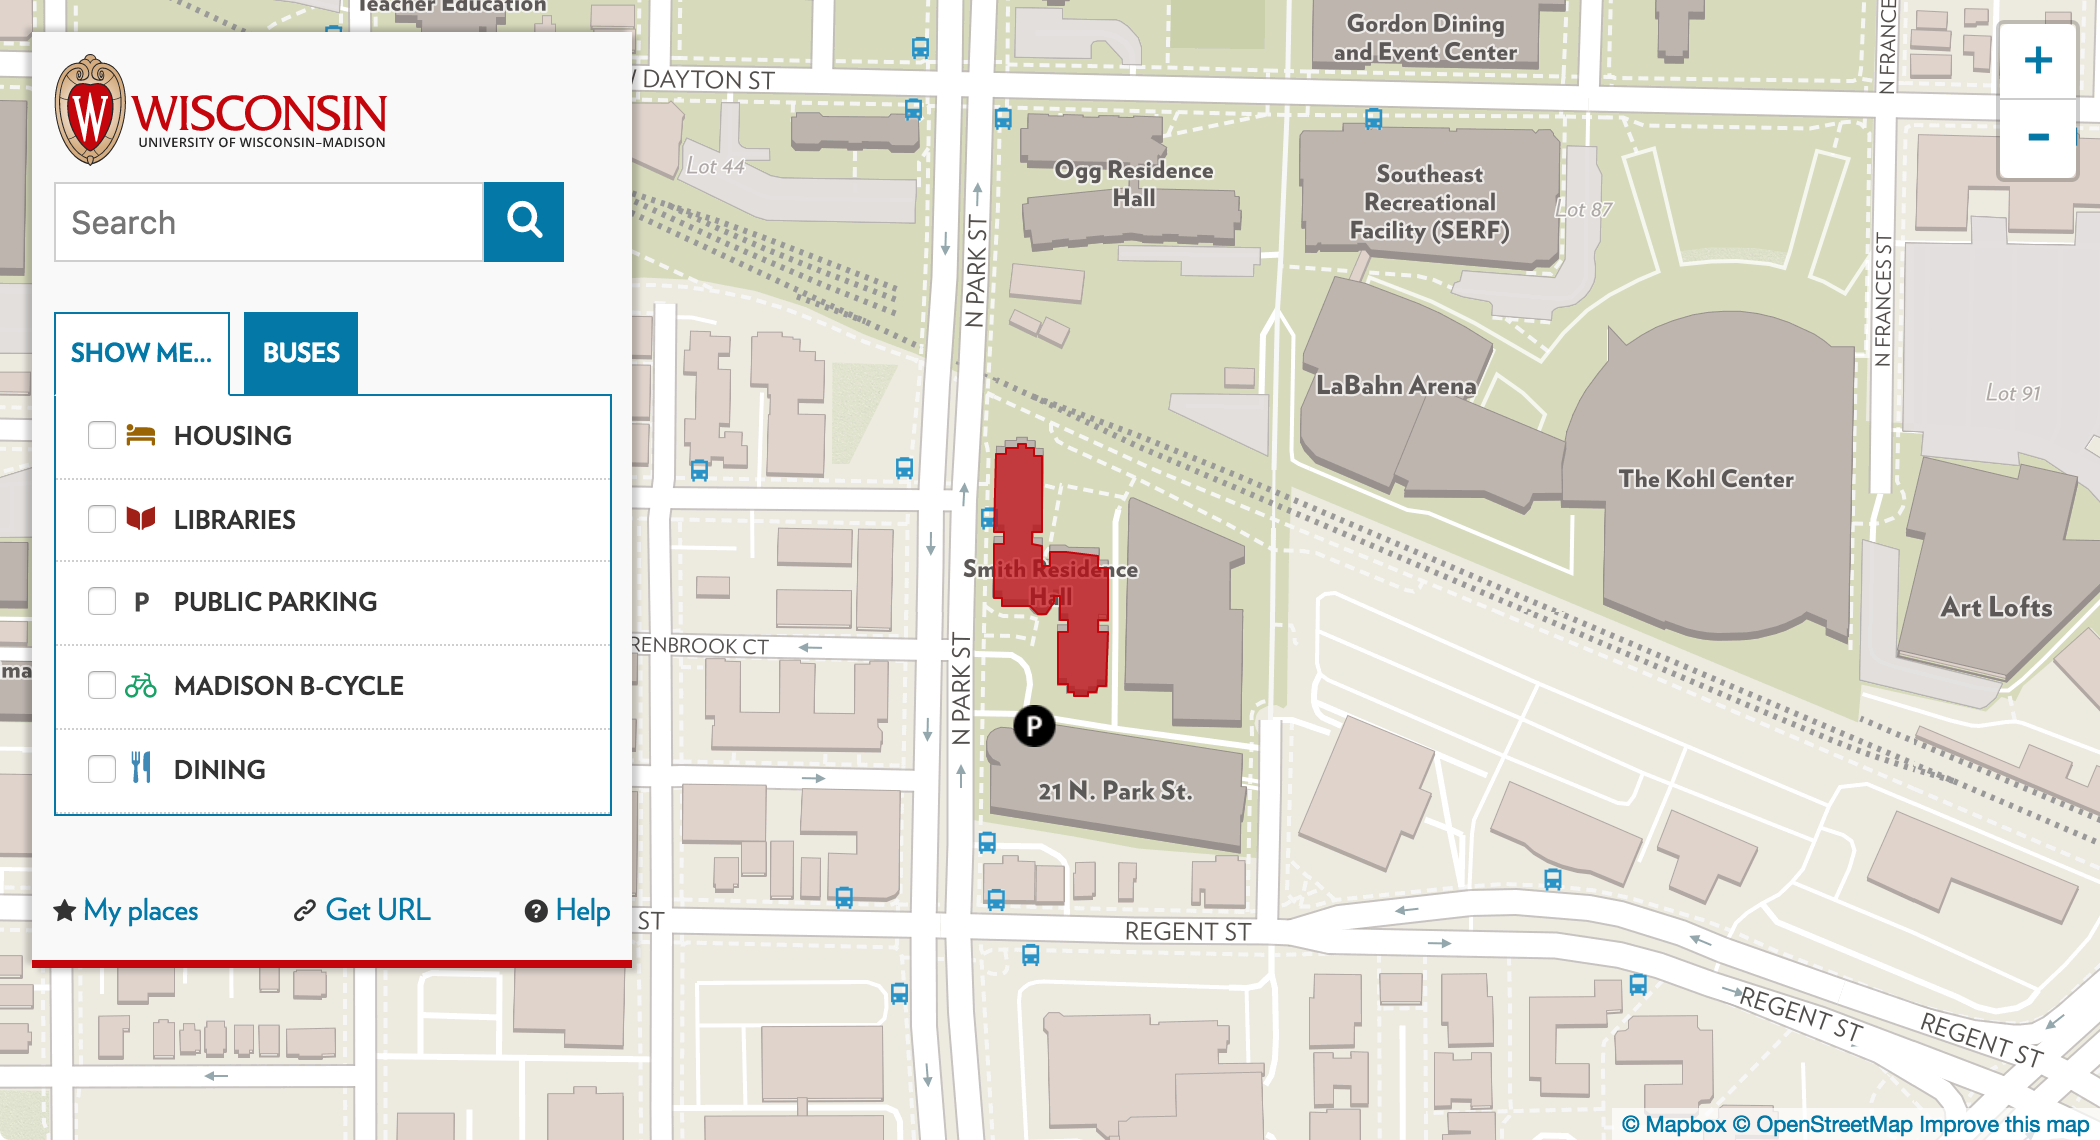 Teacher Education
W DAYTON ST
Gordon Dining
and Event Center
N FRANCE
+
-
W
WISCONSIN
UNIVERSITY OF WISCONSIN–MADISON
Search
SHOW ME...
BUSES
HOUSING
LIBRARIES
P PUBLIC PARKING
MADISON B-CYCLE
DINING
My places
Get URL
? Help
Lot 44
Ogg Residence
Hall
Southeast
Recreational
Facility (SERF)
Lot 87
N PARK ST
N FRANCES ST
LaBahn Arena
Lot 91
The Kohl Center
Smith Residence
Hall
Art Lofts
RENBROOK CT
ma
N PARK ST
P
21 N. Park St.
ST
REGENT ST
REGENT ST
REGENT ST
© Mapbox © OpenStreetMap Improve this map